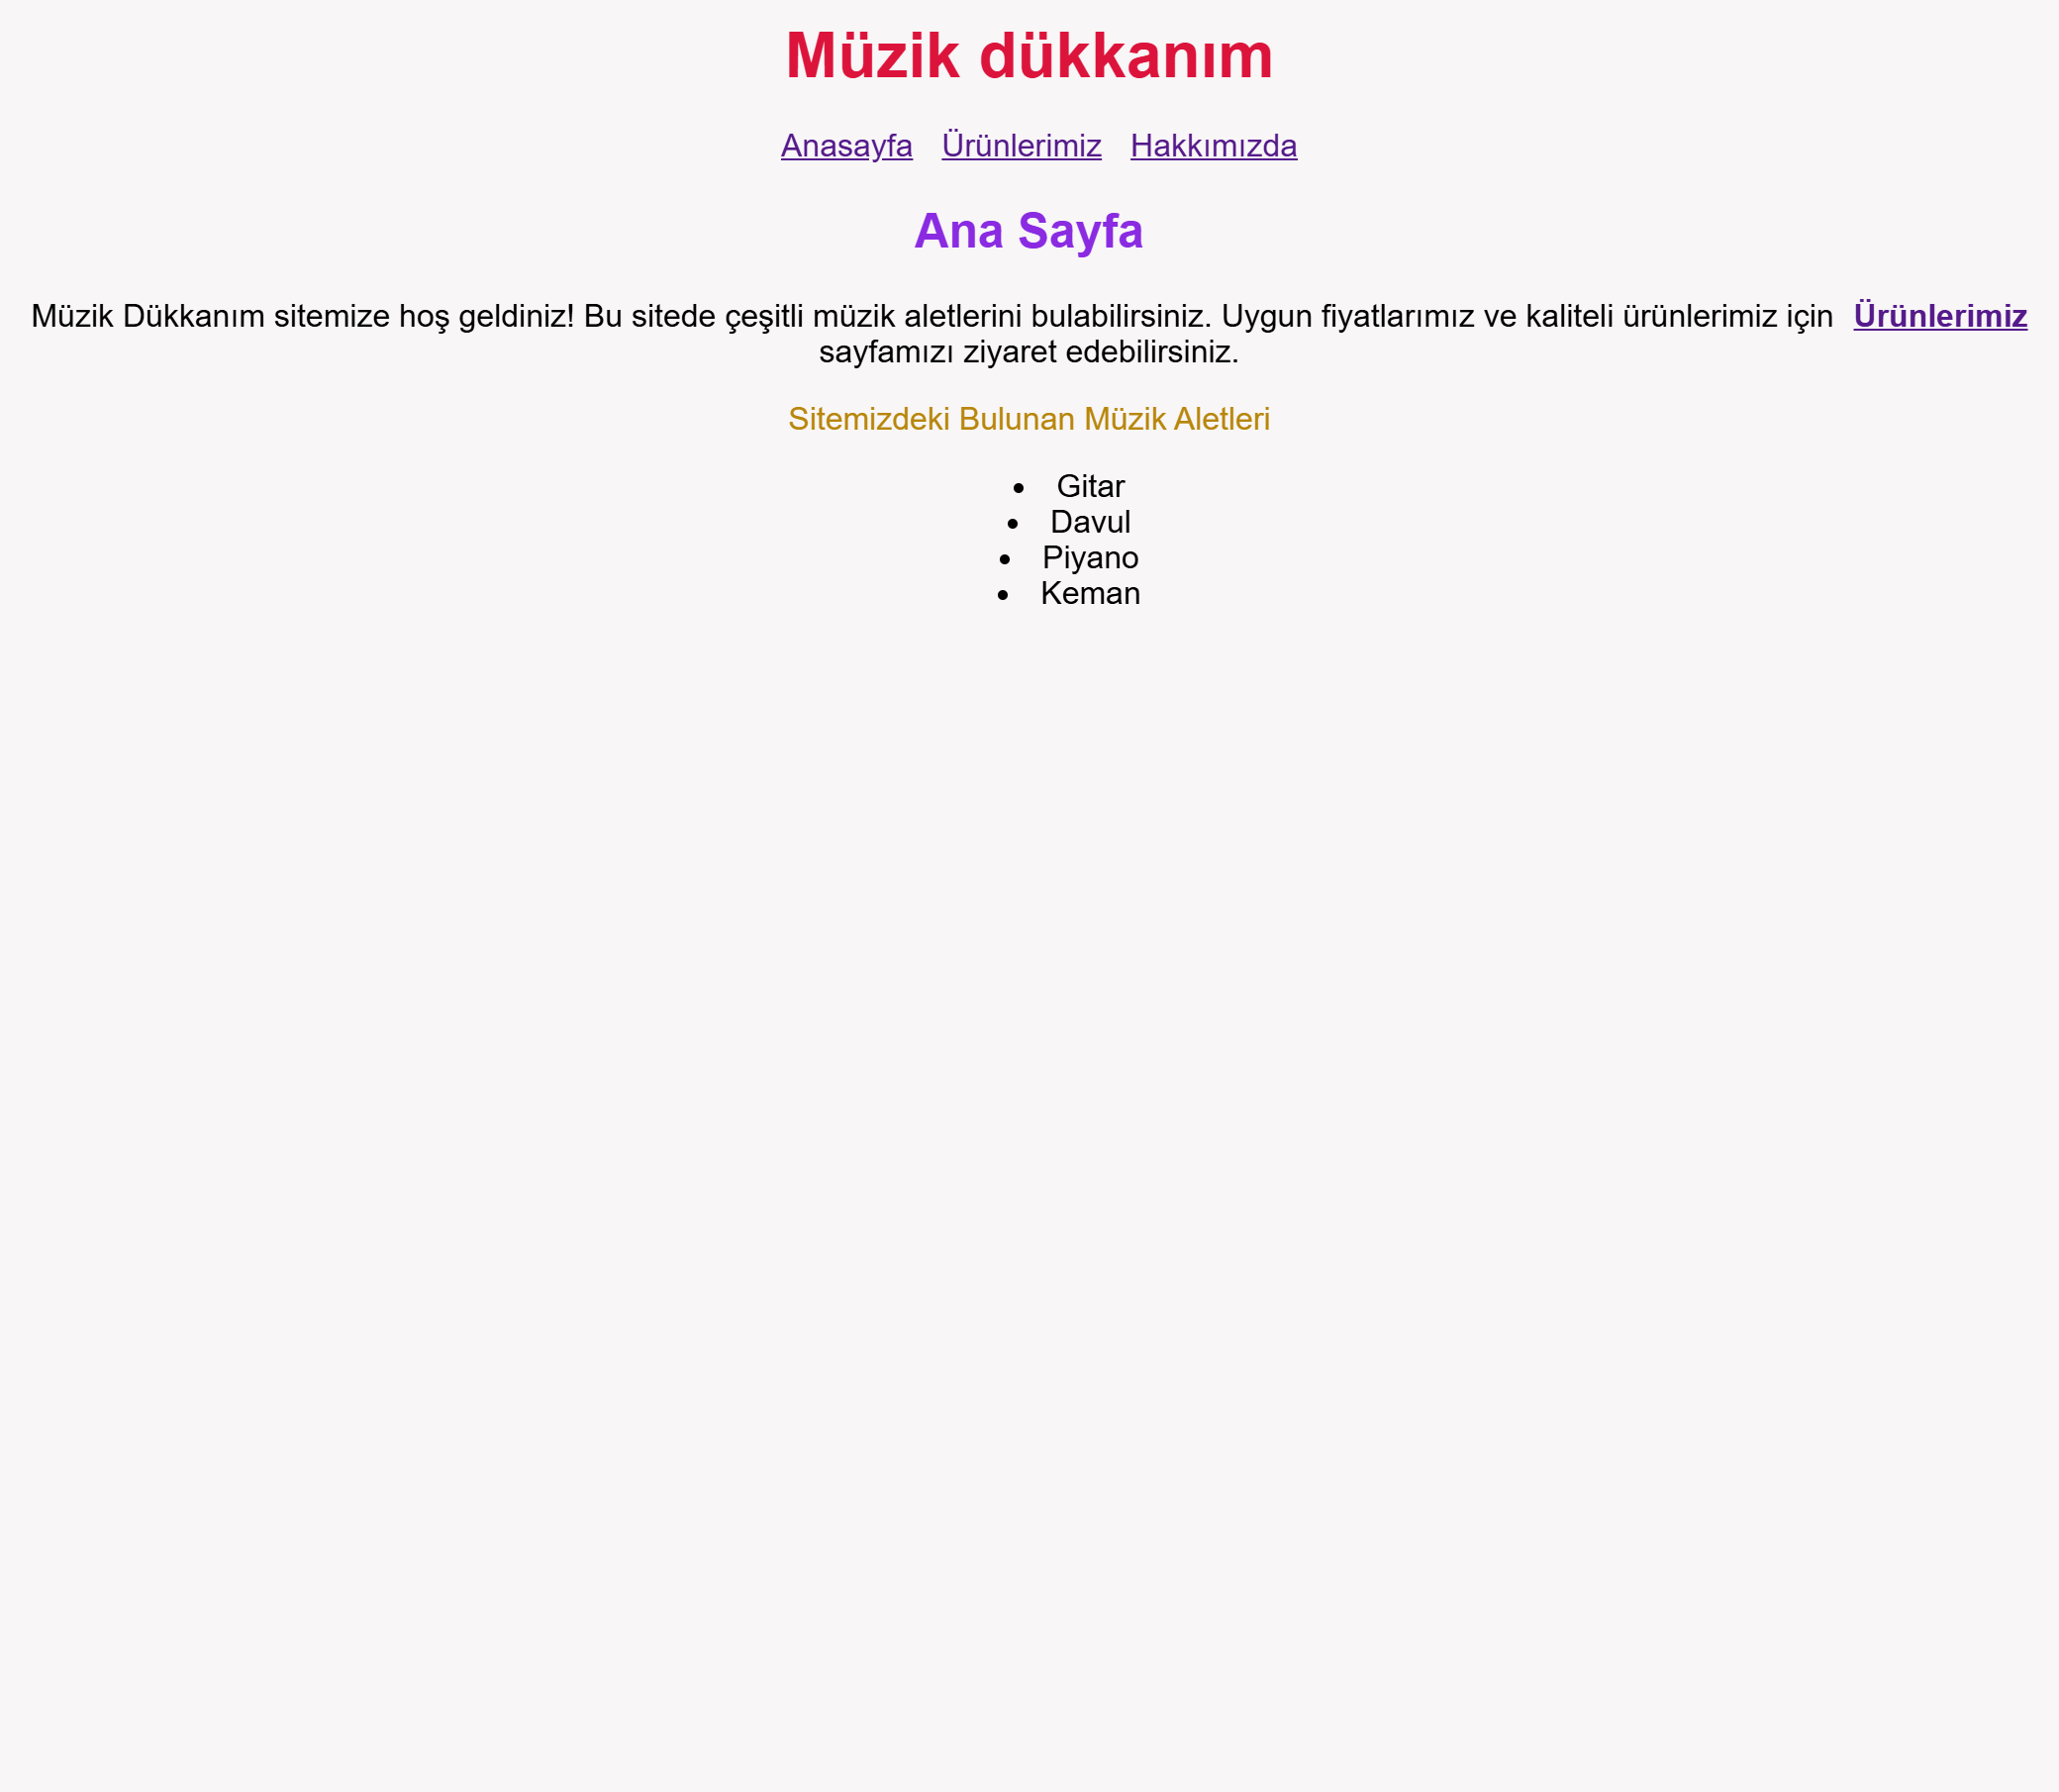 Müzik dükkanım
Anasayfa Ürünlerimiz Hakkımızda
Ana Sayfa
Müzik Dükkanım sitemize hoş geldiniz! Bu sitede çeşitli müzik aletlerini bulabilirsiniz. Uygun fiyatlarımız ve kaliteli ürünlerimiz için Ürünlerimiz
sayfamızı ziyaret edebilirsiniz.
Sitemizdeki Bulunan Müzik Aletleri
• Gitar
• Davul
• Piyano
• Keman